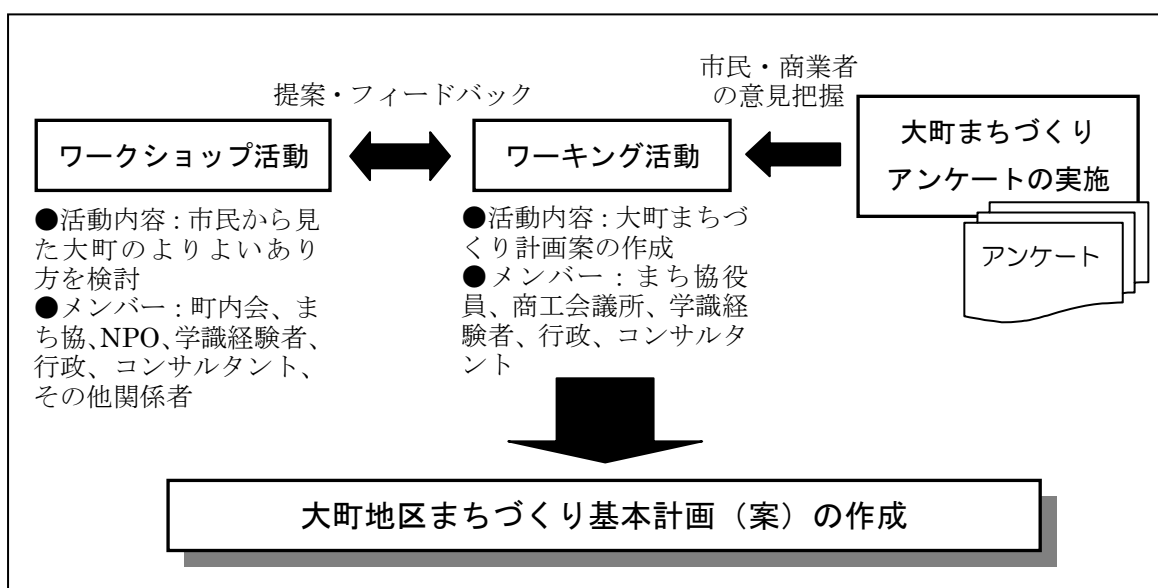 提案・フィードバック
市民・商業者
の意見把握
ワークショップ活動
ワーキング活動
大町まちづくり
アンケートの実施
アンケート
●活動内容：市民から見
た大町のよりよいあり
方を検討
●メンバー：町内会、ま
ち協、NPO、学識経験者、
行政、コンサルタント、
その他関係者
●活動内容：大町まちづ
くり計画案の作成
●メンバー：まち協役
員、商工会議所、学識経
験者、行政、コンサルタ
ント
大町地区まちづくり基本計画（案）の作成